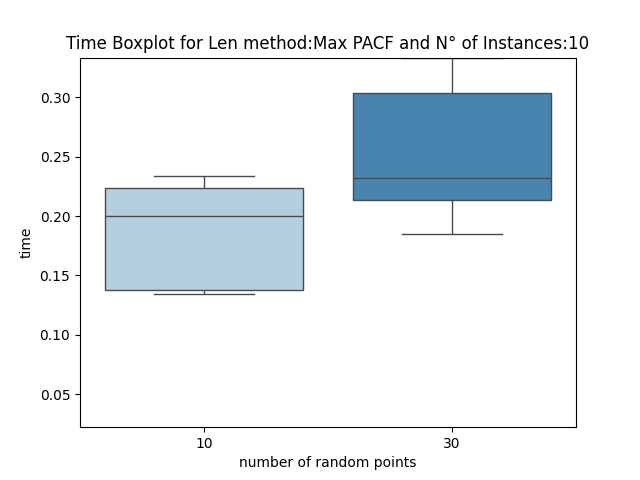 Time Boxplot for Len method:Max PACF and N° of Instances:10
time
0.30
0.25
0.20
0.15
0.10
0.05
10
30
number of random points